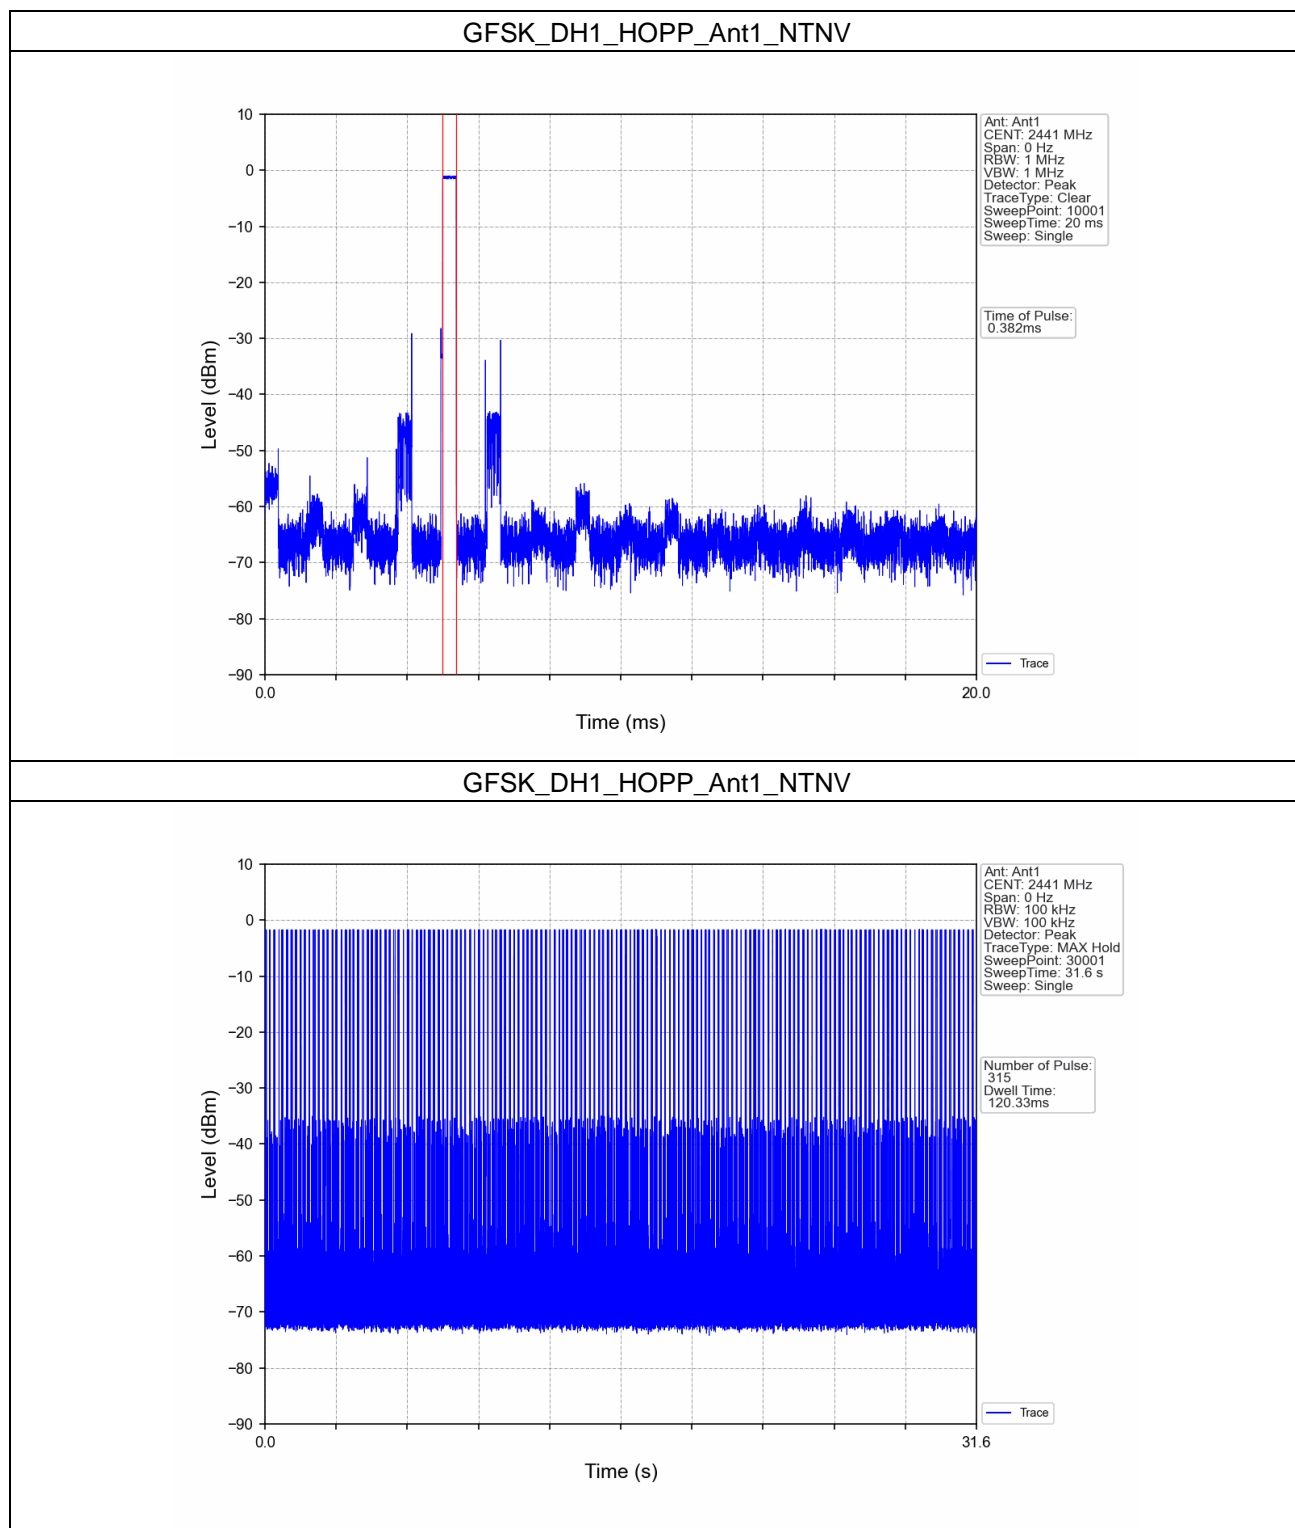 GFSK_DH1_HOPP_Ant1_NTNV
10
0
−10
−20
−30
−40
−50
−60
−70
−80
−90
Level (dBm)
0.0
20.0
Time (ms)
Ant: Ant1
CENT: 2441 MHz
Span: 0 Hz
RBW: 1 MHz
VBW: 1 MHz
Detector: Peak
TraceType: Clear
SweepPoint: 10001
SweepTime: 20 ms
Sweep: Single
Time of Pulse:
0.382ms
Trace
GFSK_DH1_HOPP_Ant1_NTNV
10
0
−10
−20
−30
−40
−50
−60
−70
−80
−90
Level (dBm)
0.0
31.6
Time (s)
Ant: Ant1
CENT: 2441 MHz
Span: 0 Hz
RBW: 100 kHz
VBW: 100 kHz
Detector: Peak
TraceType: MAX Hold
SweepPoint: 30001
SweepTime: 31.6 s
Sweep: Single
Number of Pulse:
315
Dwell Time:
120.33ms
Trace